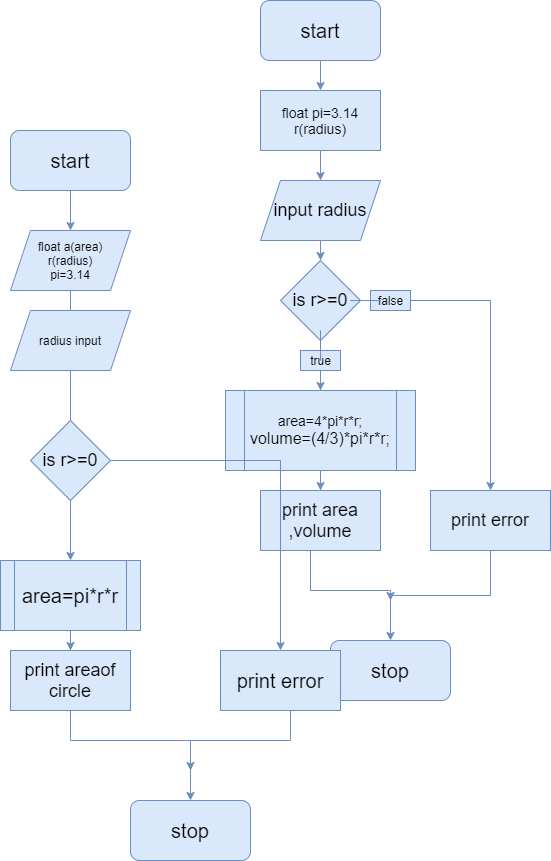 start
float pi=3.14
r(radius)
input radius
is r>=0
false
true
area=4*pi*r*r;
volume=(4/3)*pi*r*r;
print area
,volume
print error
stop
start
float a(area)
r(radius)
pi=3.14
radius input
is r>=0
area=pi*r*r
print areaof
circle
print error
stop